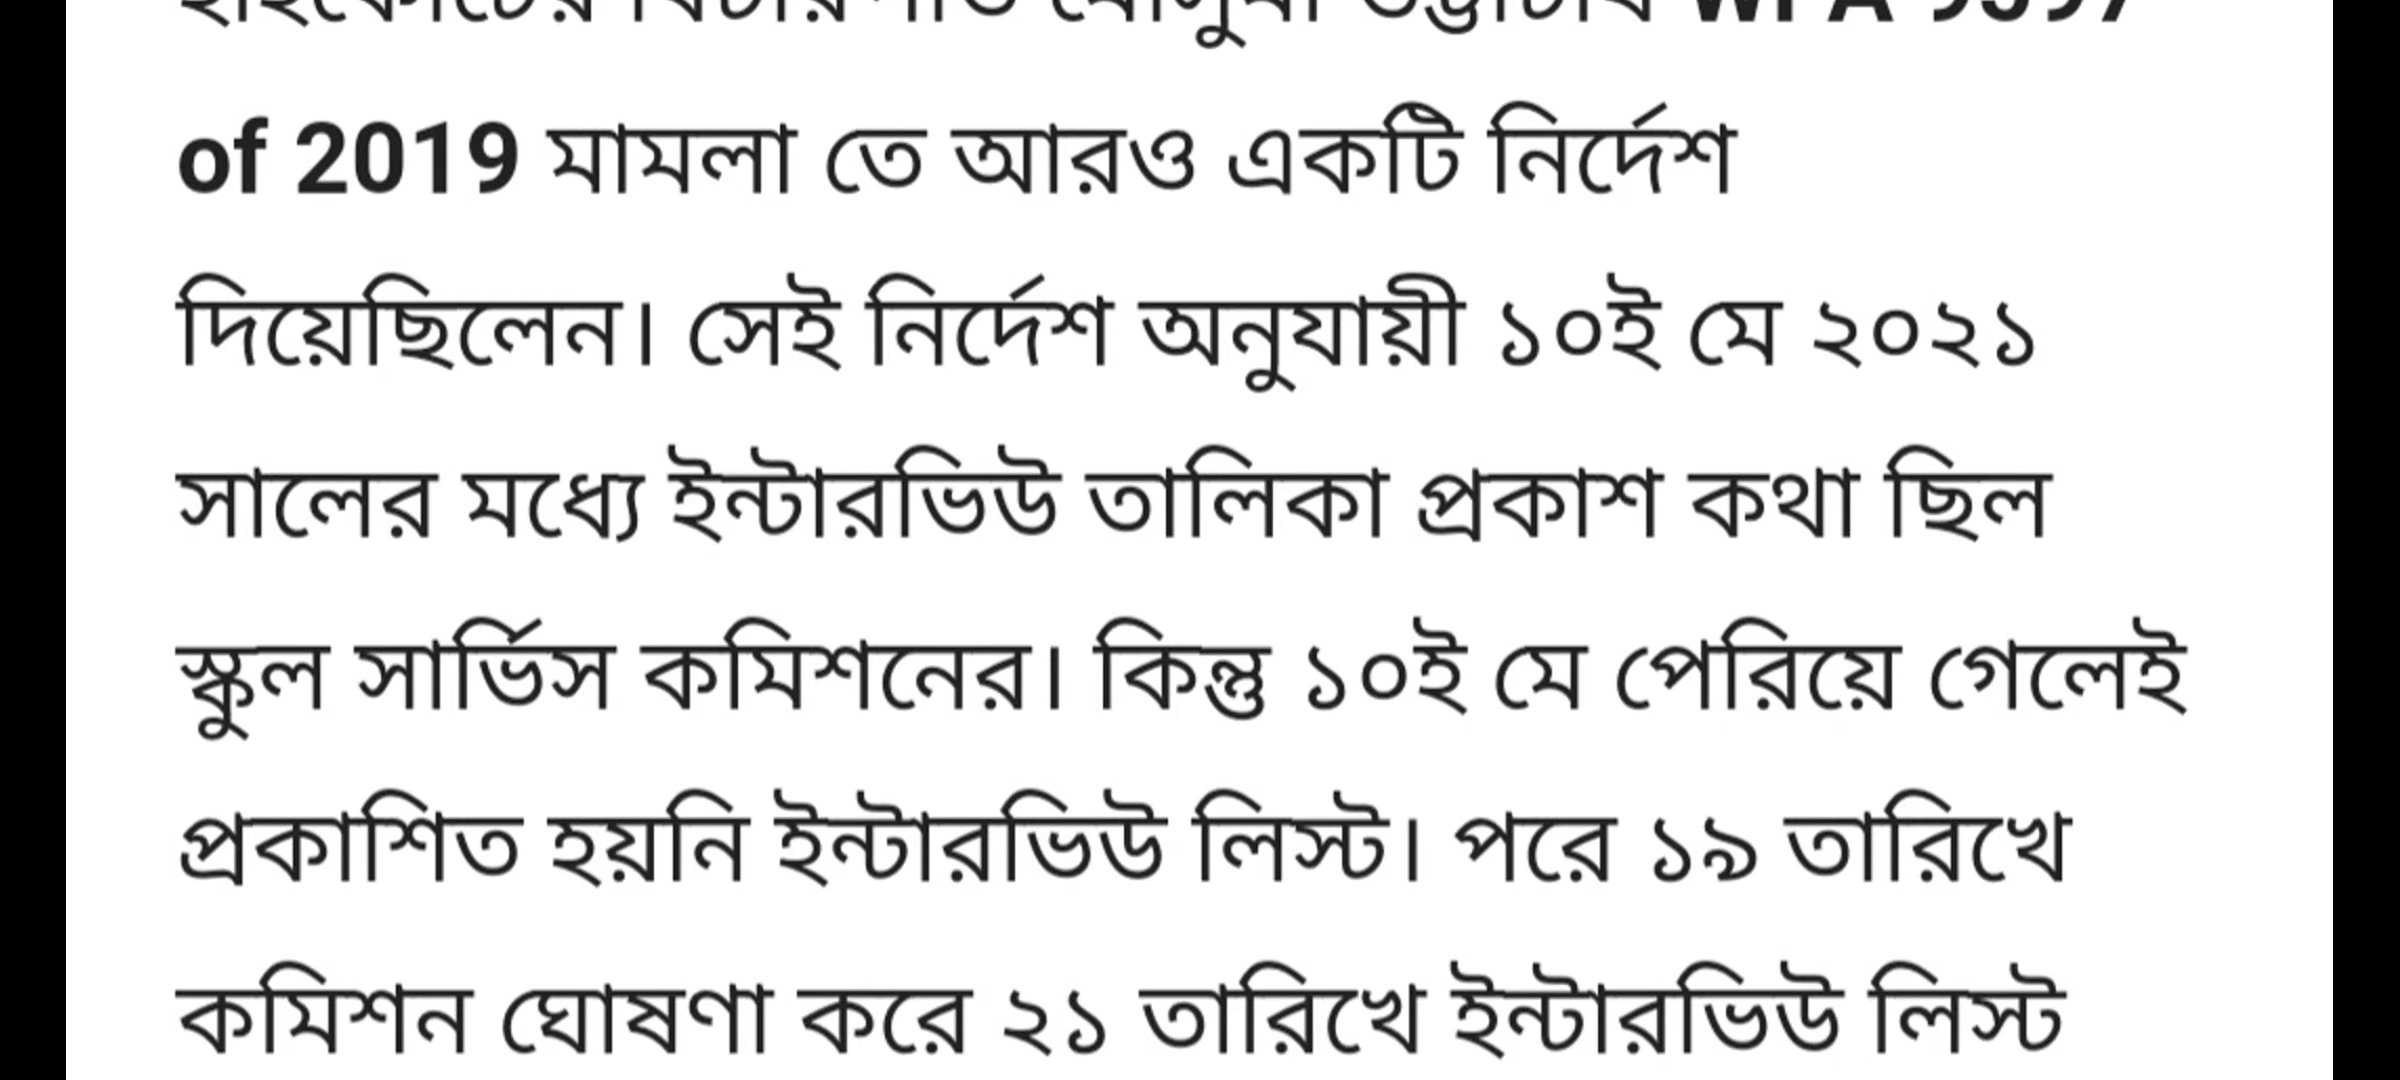 of 2019 মামলা তে আরও একটি নির্দেশ
দিয়েছিলেন। সেই নির্দেশ অনুযায়ী ১০ই মে ২০২১
সালের মধ্যে ইন্টারভিউ তালিকা প্রকাশ কথা ছিল
স্কুল সার্ভিস কমিশনের। কিন্তু ১০ই মে পেরিয়ে গেলেই
প্রকাশিত হয়নি ইন্টারভিউ লিস্ট। পরে ১৯ তারিখে
কমিশন ঘোষণা করে ২১ তারিখে ইন্টারভিউ লিস্ট